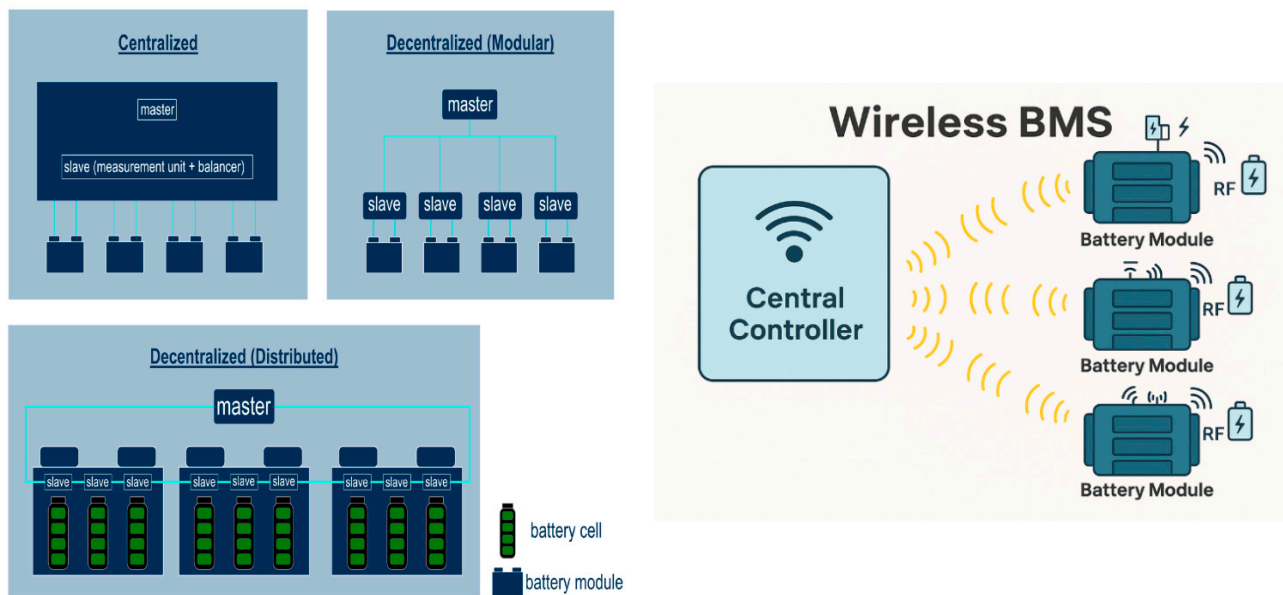 Centralized
master
slave (measurement unit + balancer)
Decentralized (Modular)
master
slave slave slave slave
Decentralized (Distributed)
master
slave slave slave slave slave slave slave slave slave
battery cell
battery module
Wireless BMS
Central
Controller
RF
Battery Module
RF
Battery Module
RF
Battery Module